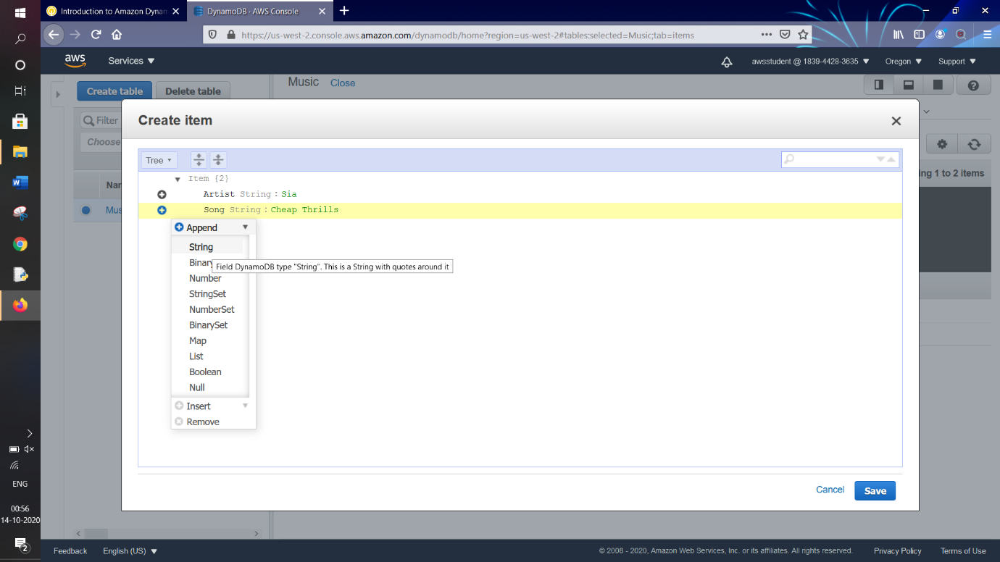 Introduction to Amazon Dynam
DynamoDB · AWS Console
https://us-west-2.console.aws.amazon.com/dynamodb/home?region=us-west-2#tables:selected=Music;tab=items
aws
Services
awsstudent @ 1839-4428-3635
Oregon
Support
Create table
Delete table
Music
Close
Filter
Choose
Nar
Mus
ing 1 to 2 items
Create item
Tree
Item {2}
Artist String : Sia
Song String : Cheap Thrills
Append
String
Binary
Field DynamoDB type "String". This is a String with quotes around it
Number
StringSet
NumberSet
BinarySet
Map
List
Boolean
Null
Insert
Remove
Cancel
Save
ENG
00:56
14-10-2020
2
Feedback
English (US)
© 2008 - 2020, Amazon Web Services, Inc. or its affiliates. All rights reserved.
Privacy Policy
Terms of Use